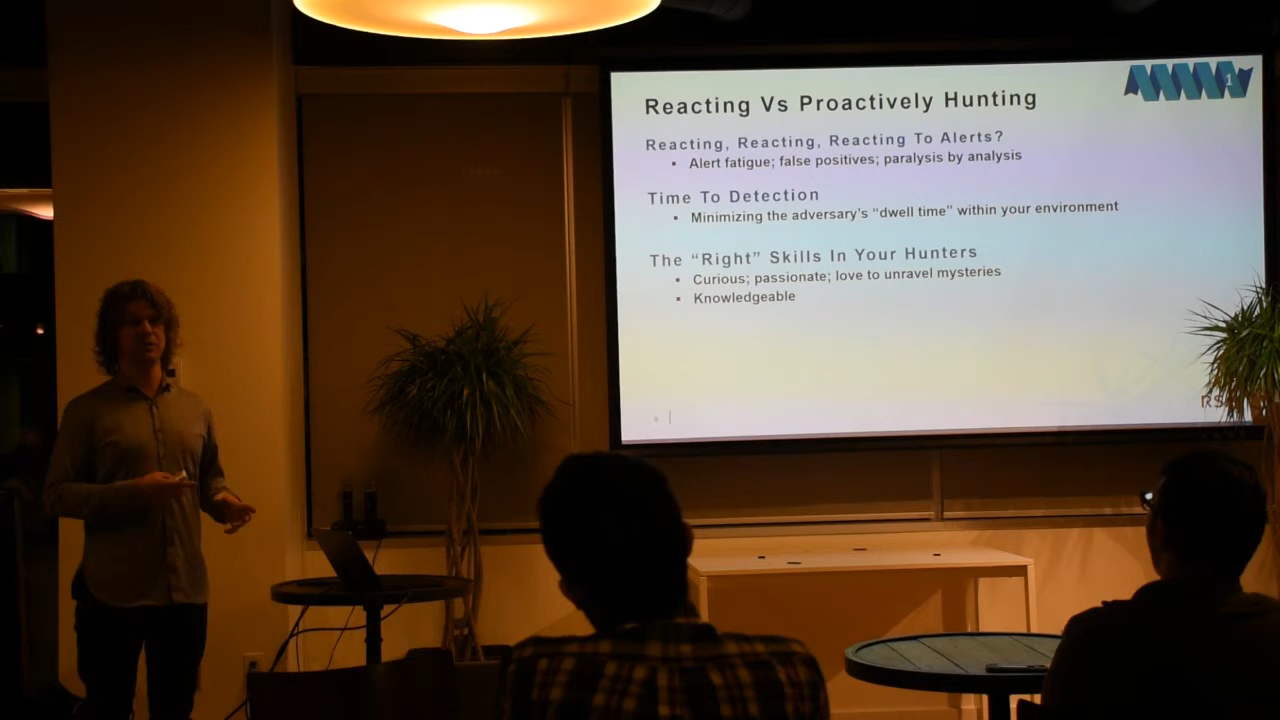 Reacting Vs Proactively Hunting
Reacting, Reacting, Reacting To Alerts?
▪ Alert fatigue; false positives; paralysis by analysis
Time To Detection
▪ Minimizing the adversary's “dwell time” within your environment
The “Right” Skills In Your Hunters
▪ Curious; passionate; love to unravel mysteries
▪ Knowledgeable